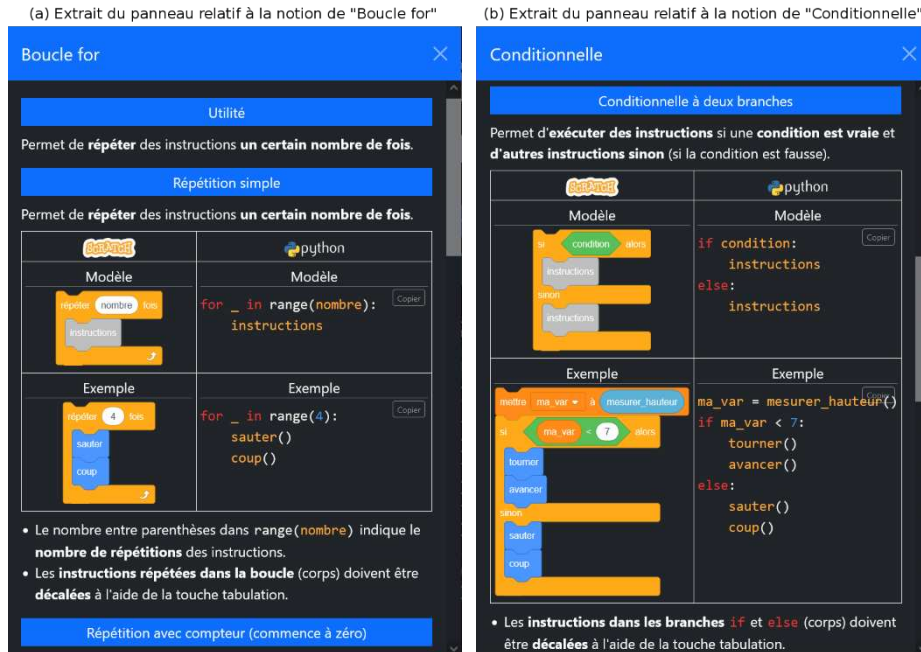 (a) Extrait du panneau relatif à la notion de "Boucle for"
Boucle for
Utilité
Permet de répéter des instructions un certain nombre de fois.
Répétition simple
Permet de répéter des instructions un certain nombre de fois.
SCRATCH
python
Modèle
Modèle
répéter nombre fois
instructions
for _ in range(nombre):
instructions
Copier
Exemple
Exemple
répéter 4 fois
sauter
coup
for _ in range(4):
sauter()
coup()
Copier
• Le nombre entre parenthèses dans range(nombre) indique le
nombre de répétitions des instructions.
• Les instructions répétées dans la boucle (corps) doivent être
décalées à l'aide de la touche tabulation.
Répétition avec compteur (commence à zéro)
(b) Extrait du panneau relatif à la notion de "Conditionnelle"
Conditionnelle
Conditionnelle à deux branches
Permet d'exécuter des instructions si une condition est vraie et
d'autres instructions sinon (si la condition est fausse).
SCRATCH
python
Modèle
Modèle
si condition alors
instructions
sinon
instructions
if condition:
instructions
else:
instructions
Copier
Exemple
Exemple
mettre ma_var à mesurer_hauteur
si ma_var < 7 alors
tourner
avancer
sinon
sauter
coup
ma_var = mesurer_hauteur()
if ma_var < 7:
tourner()
avancer()
else:
sauter()
coup()
Copier
• Les instructions dans les branches if et else (corps) doivent
être décalées à l'aide de la touche tabulation.